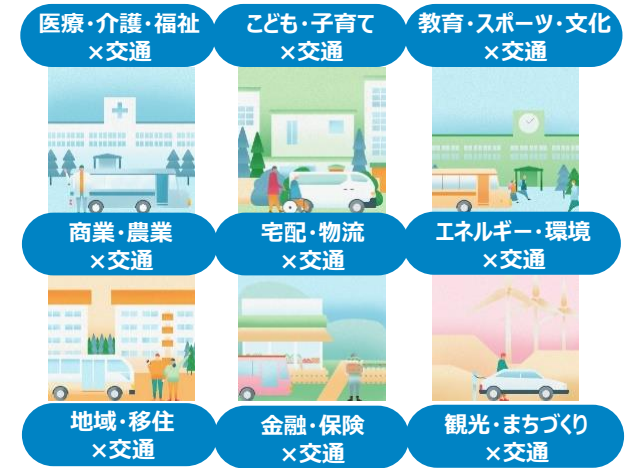 医療・介護・福祉
×交通
こども・子育て
×交通
教育・スポーツ・文化
×交通
商業・農業
×交通
宅配・物流
×交通
エネルギー・環境
×交通
地域・移住
×交通
金融・保険
×交通
観光・まちづくり
×交通